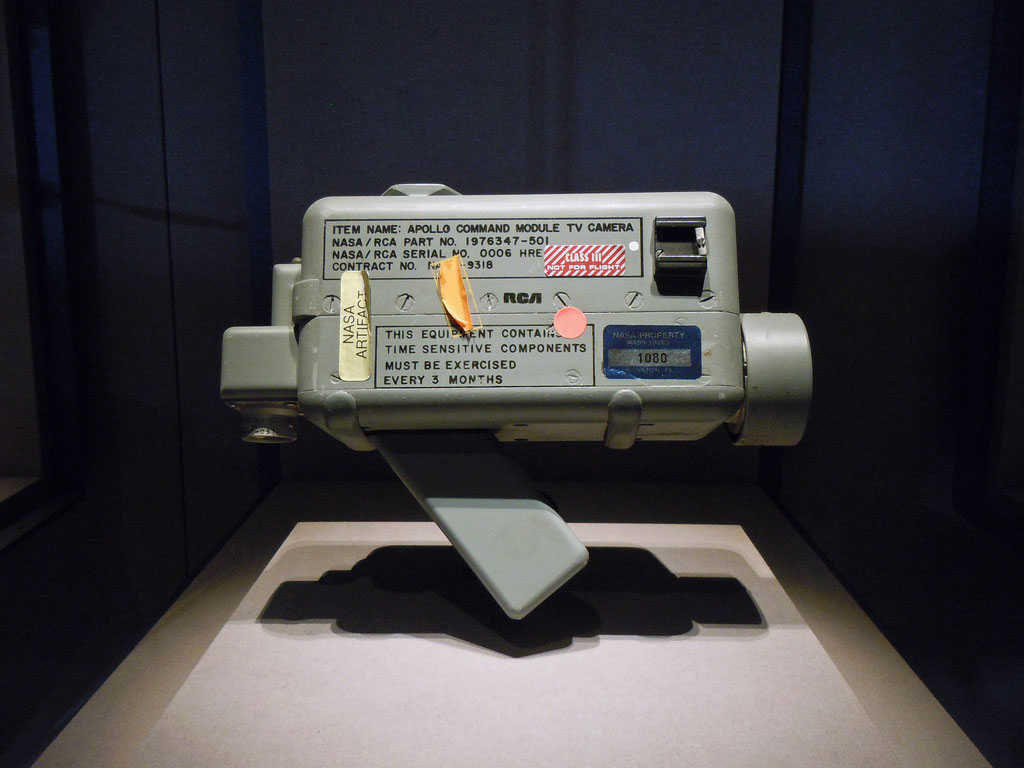 ITEM NAME: APOLLO COMMAND MODULE TV CAMERA
NASA/RCA PART NO. 1976347-501
NASA/RCA SERIAL NO. 0006 HRE
CONTRACT NO. -9318
CLASS III
NOT FOR FLIGHT
RCA
NASA
ARTIFACT
THIS EQUIPMENT CONTAINS
TIME SENSITIVE COMPONENTS
MUST BE EXERCISED
EVERY 3 MONTHS
NASA PROPERTY
1080